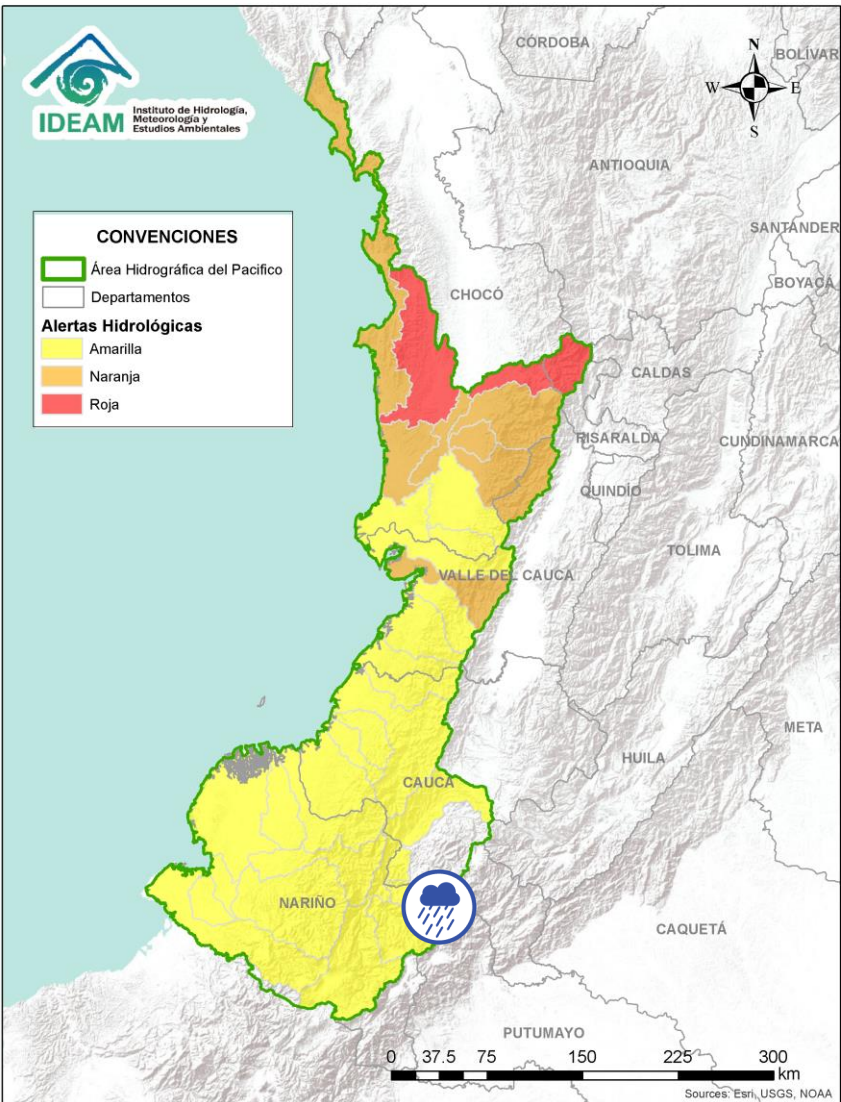 IDEAM
Instituto de Hidrología,
Meteorología y
Estudios Ambientales
CÓRDOBA
BOLIVAR
N
W
E
S
ANTIOQUIA
SANTANDER
BOYACÁ
CONVENCIONES
Área Hidrográfica del Pacifico
Departamentos
Alertas Hidrológicas
Amarilla
Naranja
Roja
CHOCÓ
CALDAS
RISARALDA
CUNDINAMARCA
QUINDÍO
TOLIMA
VALLE DEL CAUCA
META
HUILA
CAUCA
NARIÑO
CAQUETÁ
PUTUMAYO
0 37.5 75 150 225 300
km
Sources: Esri, USGS, NOAA